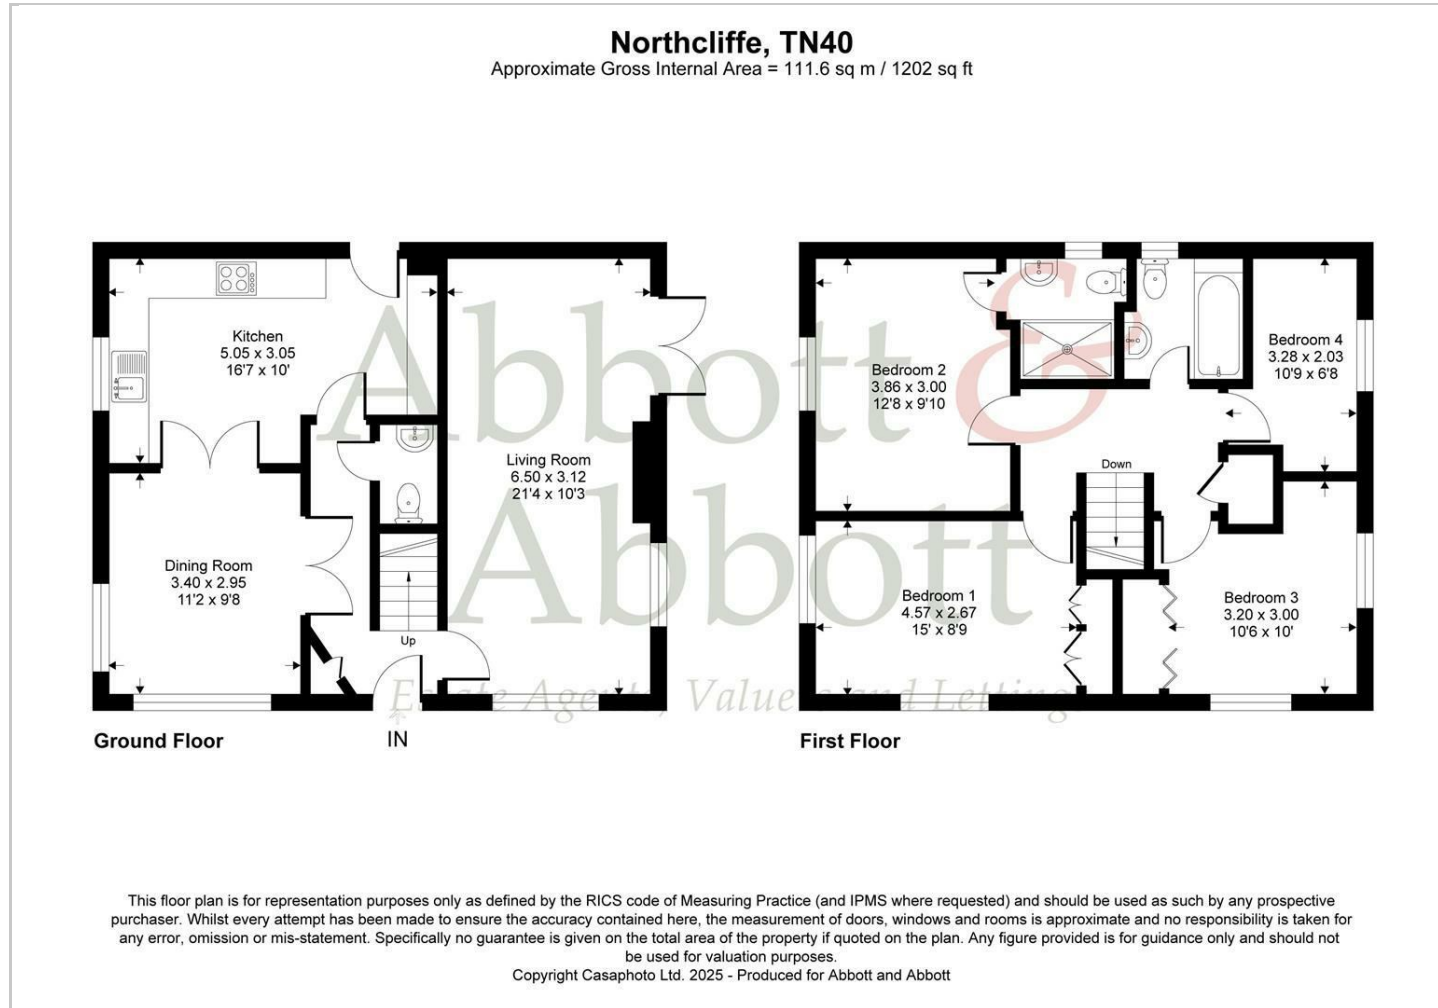 Northcliffe, TN40
Approximate Gross Internal Area = 111.6 sq m / 1202 sq ft
Kitchen
5.05 x 3.05
16'7 x 10'
Living Room
6.50 x 3.12
21'4 x 10'3
Dining Room
3.40 x 2.95
11'2 x 9'8
Up
IN
Ground Floor
Bedroom 2
3.86 x 3.00
12'8 x 9'10
Bedroom 4
3.28 x 2.03
10'9 x 6'8
Down
Bedroom 1
4.57 x 2.67
15' x 8'9
Bedroom 3
3.20 x 3.00
10'6 x 10'
First Floor
Abbott &
Abbott
Estate Agents, Valuers and Lettings
This floor plan is for representation purposes only as defined by the RICS code of Measuring Practice (and IPMS where requested) and should be used as such by any prospective
purchaser. Whilst every attempt has been made to ensure the accuracy contained here, the measurement of doors, windows and rooms is approximate and no responsibility is taken for
any error, omission or mis-statement. Specifically no guarantee is given on the total area of the property if quoted on the plan. Any figure provided is for guidance only and should not
be used for valuation purposes.
Copyright Casaphoto Ltd. 2025 - Produced for Abbott and Abbott